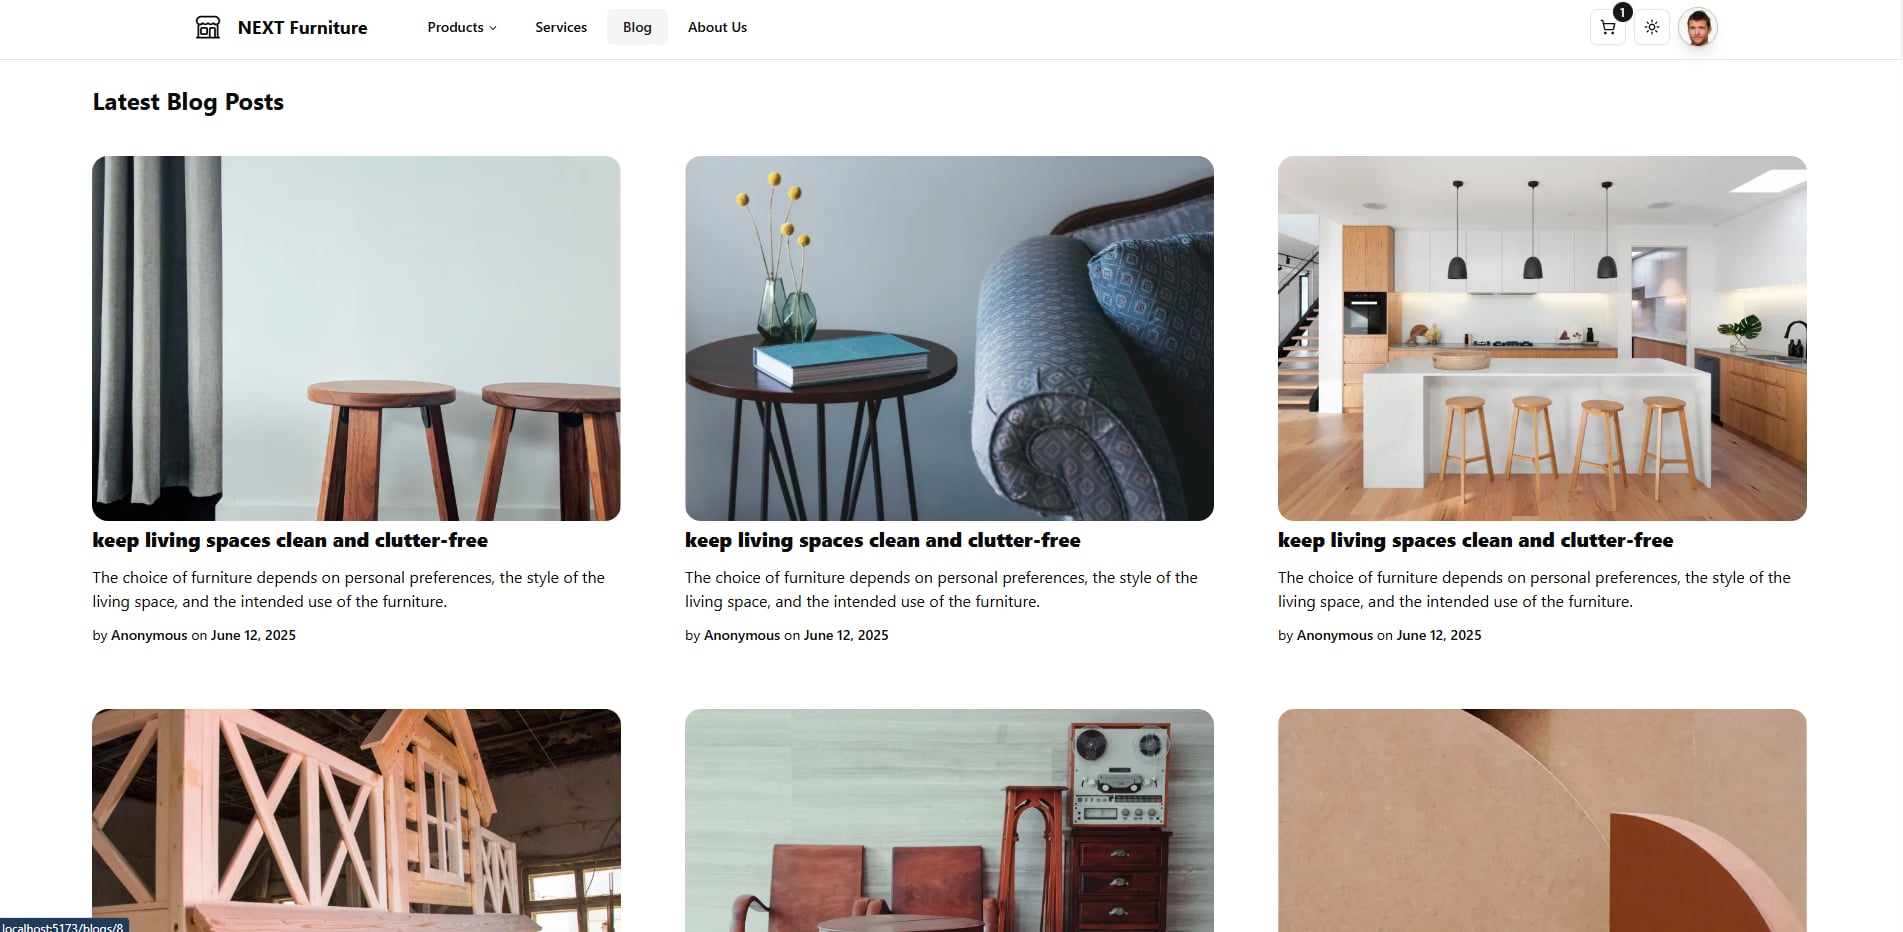 NEXT Furniture
Products
Services
Blog
About Us
1
Latest Blog Posts
keep living spaces clean and clutter-free
The choice of furniture depends on personal preferences, the style of the
living space, and the intended use of the furniture.
by Anonymous on June 12, 2025
keep living spaces clean and clutter-free
The choice of furniture depends on personal preferences, the style of the
living space, and the intended use of the furniture.
by Anonymous on June 12, 2025
keep living spaces clean and clutter-free
The choice of furniture depends on personal preferences, the style of the
living space, and the intended use of the furniture.
by Anonymous on June 12, 2025
localhost:5173/blogs/8